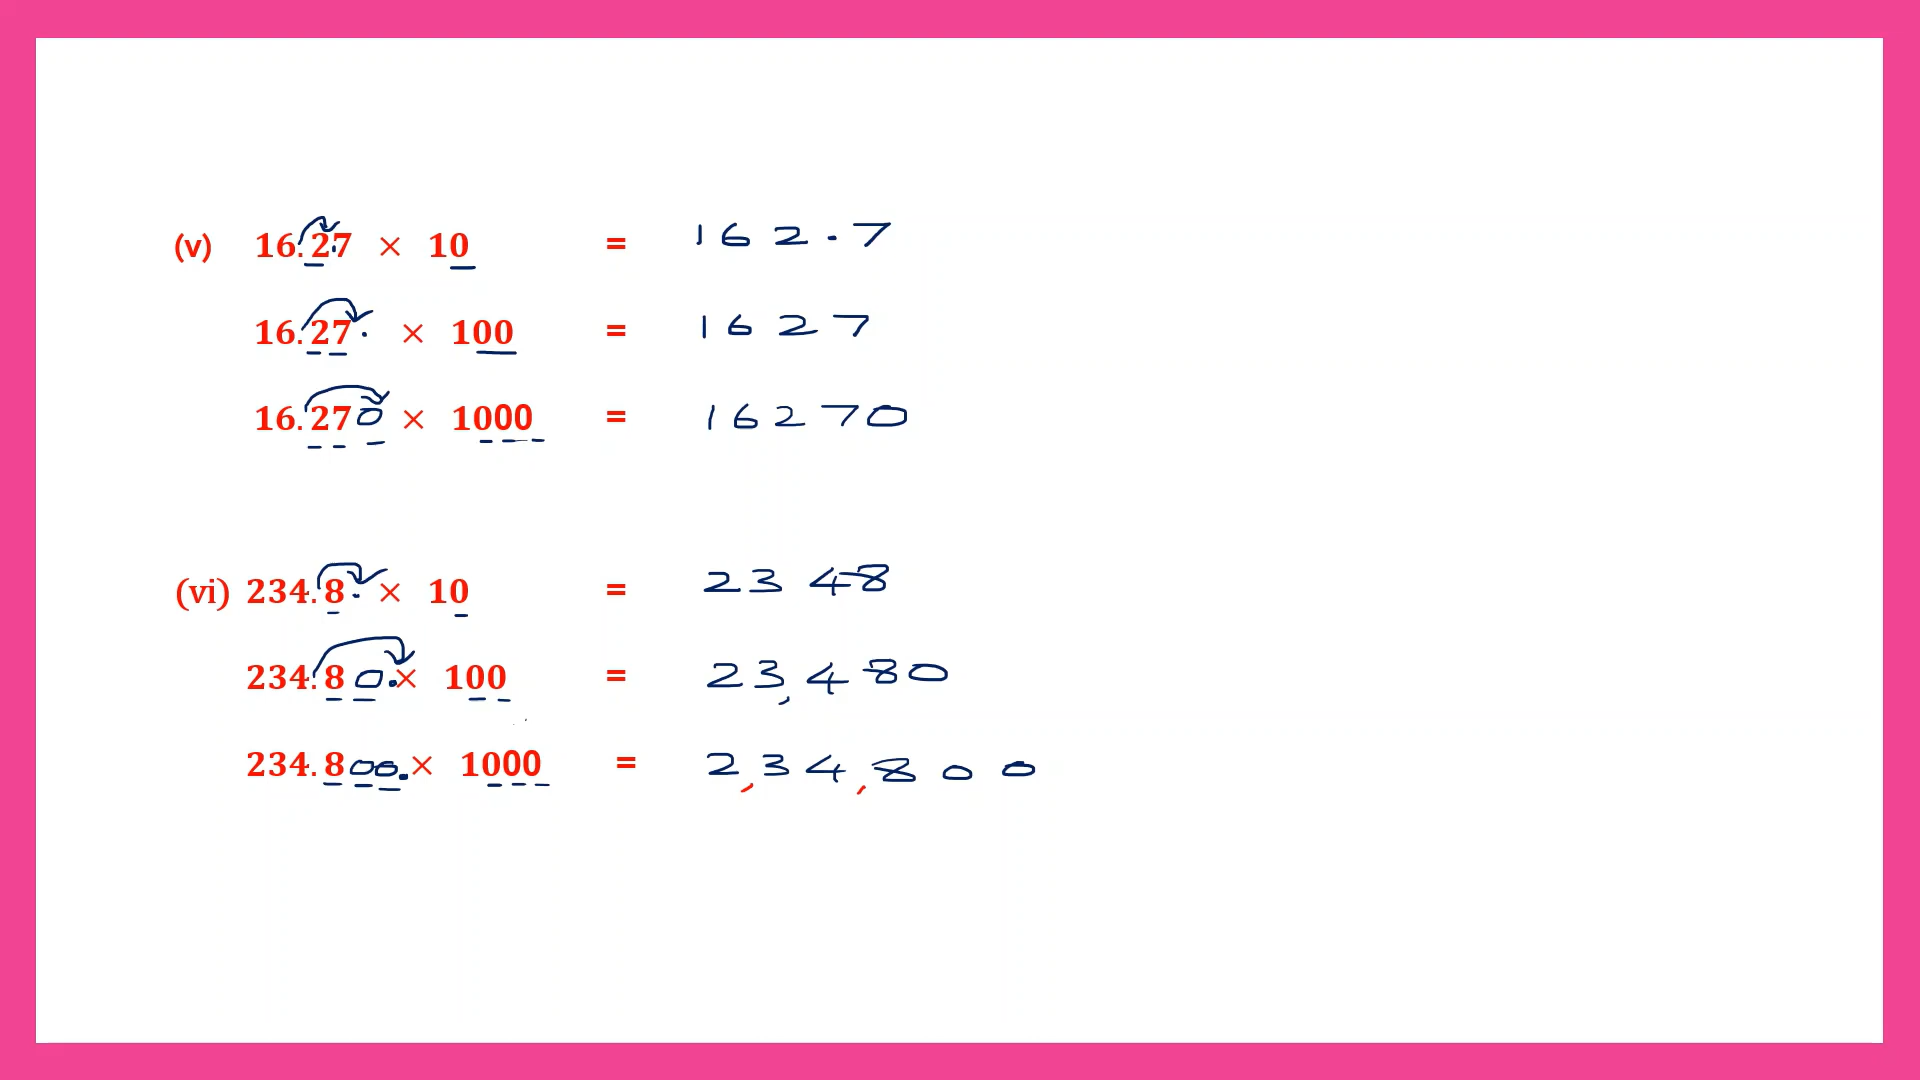 (v) 16.27 × 10 = 162.7
16.27. × 100 = 1627
16.270 × 1000 = 16270
(vi) 234.8. × 10 = 2348
234.80. × 100 = 23,480
234.800. × 1000 = 2,34,800